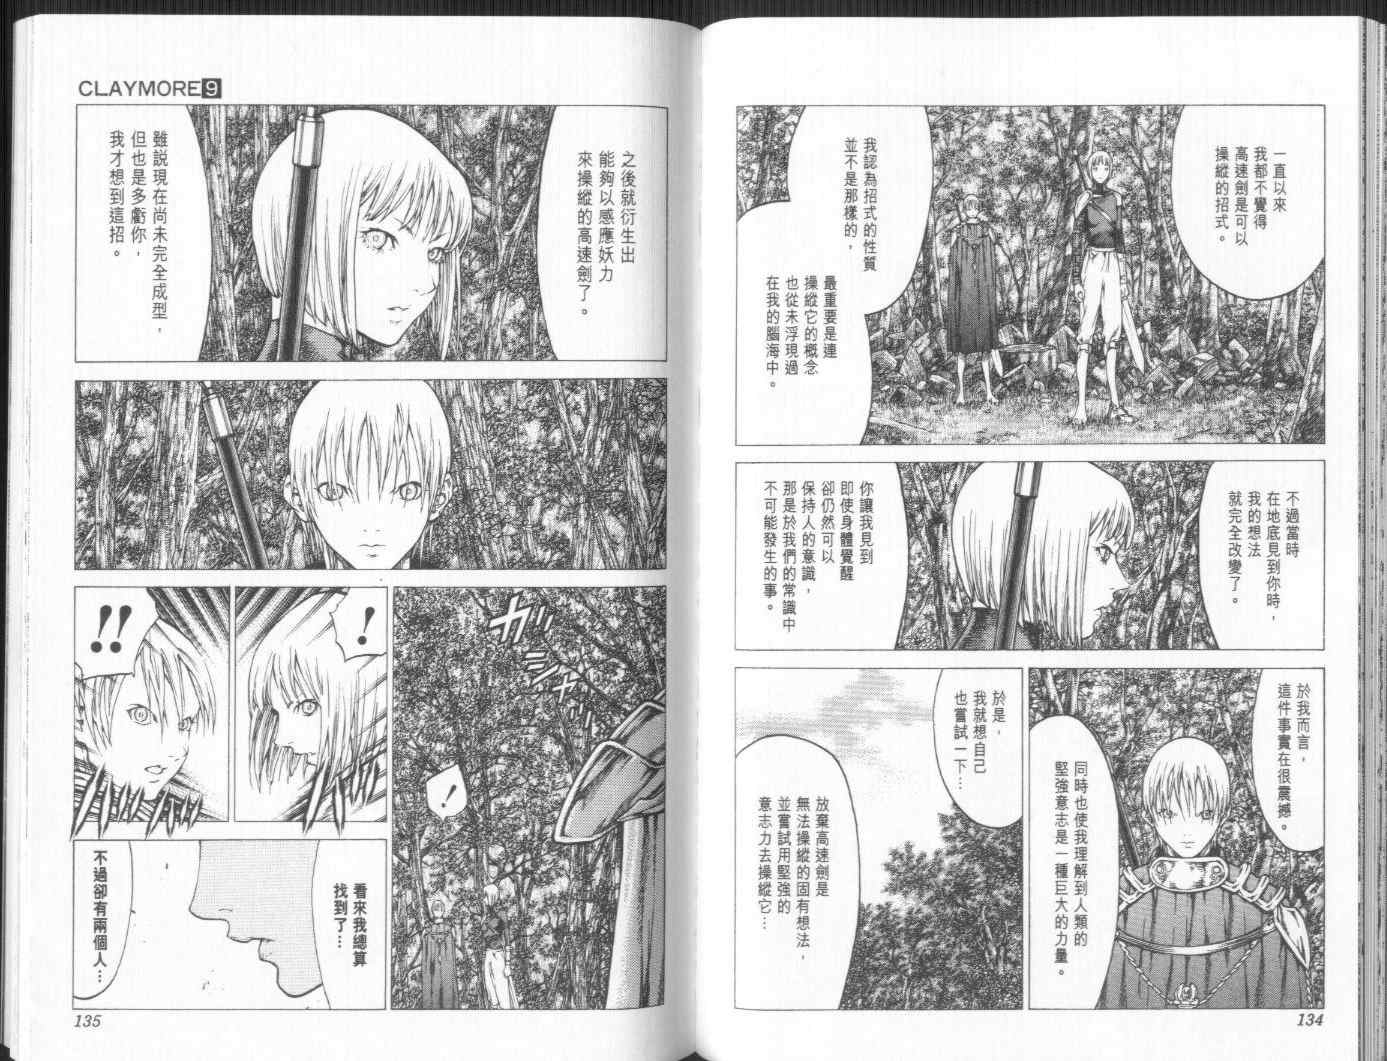 一直以來
我都不覺得
高速劍是可以
操縱的招式。
我認為招式的性質
並不是那樣的，
最重要是連
操縱它的概念
也從未浮現過
在我的腦海中。
不過當時
在地底見到你時，
我的想法
就完全改變了。
你讓我見到
即使身體覺醒
卻仍然可以
保持人的意識，
那是於我們的常識中
不可能發生的事。
於我而言，
這件事實在很震撼。
同時也使我理解到人類的
堅強意志是一種巨大的力量。
於是，
我就想自己
也嘗試一下…
放棄高速劍是
無法操縱的固有想法，
並嘗試用堅強的
意志力去操縱它…
134
CLAYMORE9
之後就衍生出
能夠以感應妖力
來操縱的高速劍了。
雖說現在尚未完全成型，
但也是多虧你，
我才想到這招。
ガッ
シャッ
！
！
!!
看來我總算
找到了…
不過卻有兩個人…
135